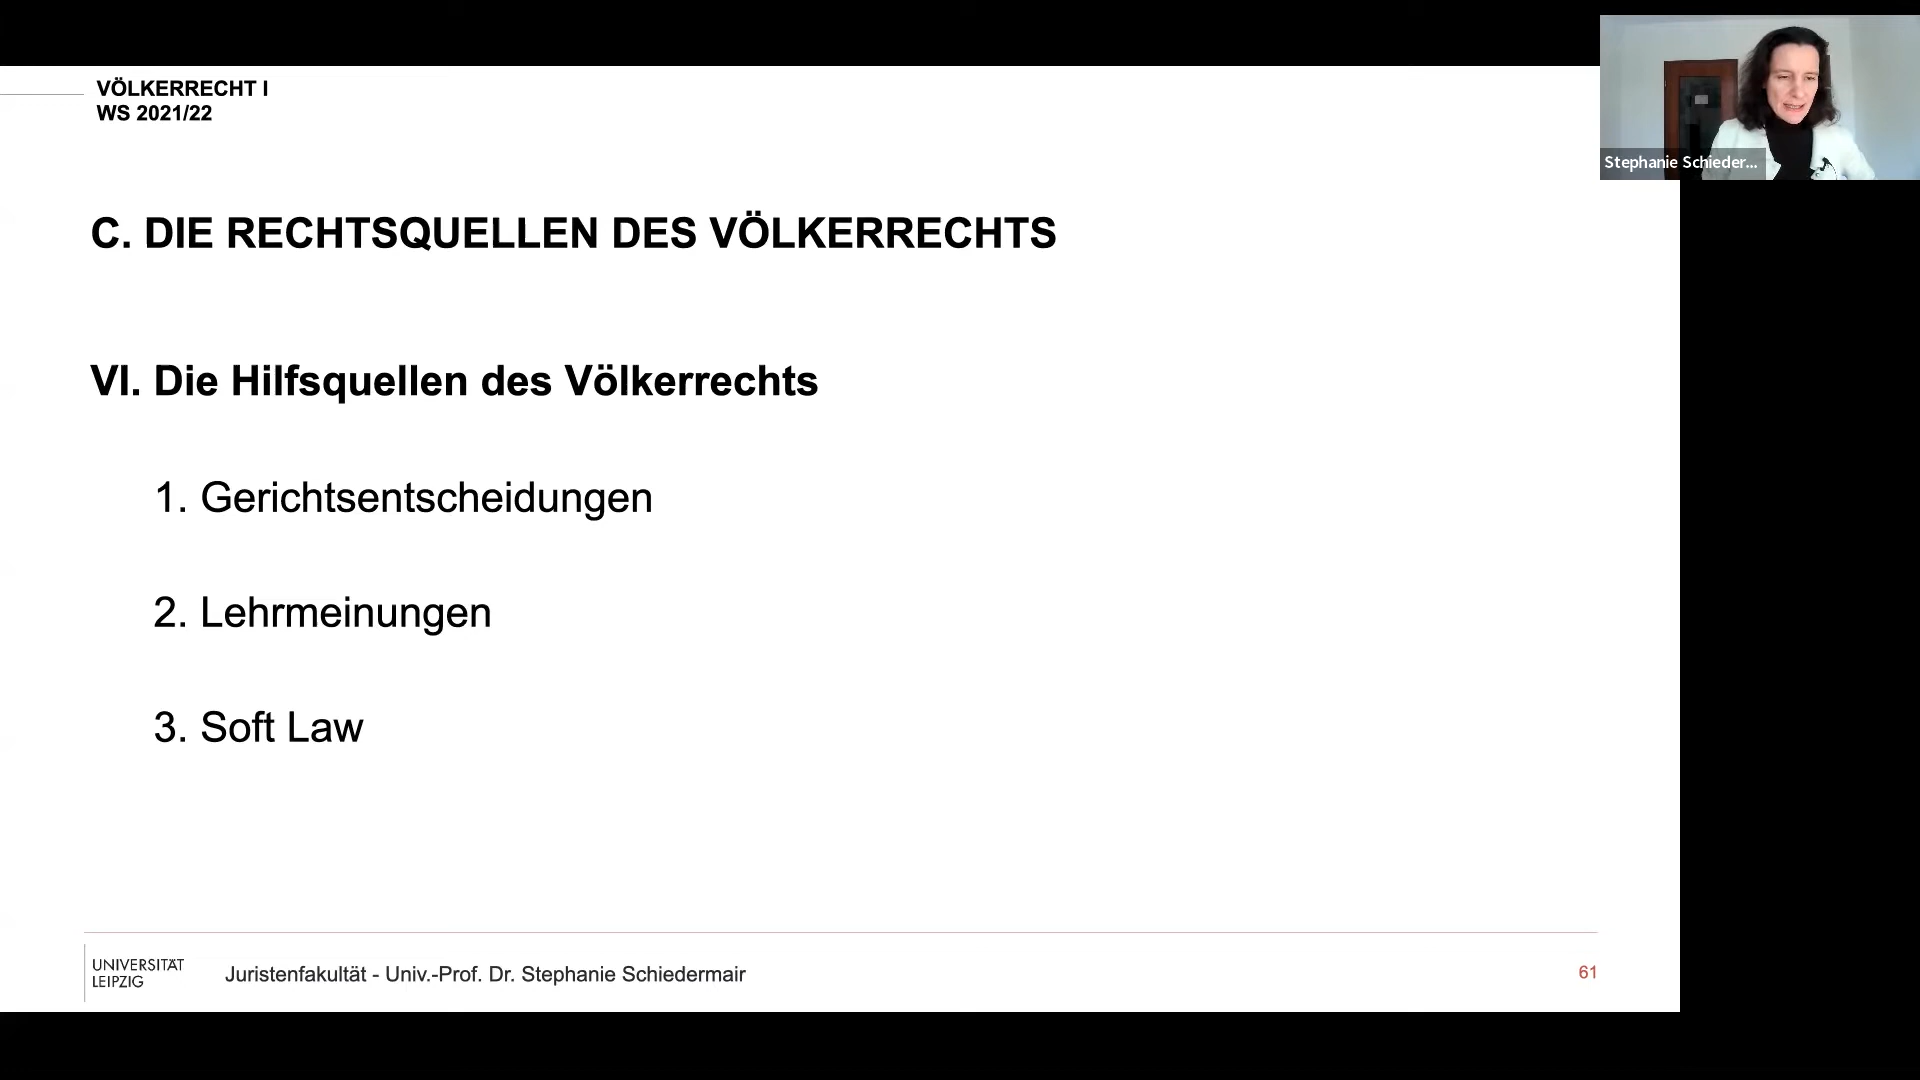 VÖLKERRECHT I
WS 2021/22
Stephanie Schieder...
C. DIE RECHTSQUELLEN DES VÖLKERRECHTS
VI. Die Hilfsquellen des Völkerrechts
1. Gerichtsentscheidungen
2. Lehrmeinungen
3. Soft Law
UNIVERSITÄT
LEIPZIG
Juristenfakultät - Univ.-Prof. Dr. Stephanie Schiedermair
61